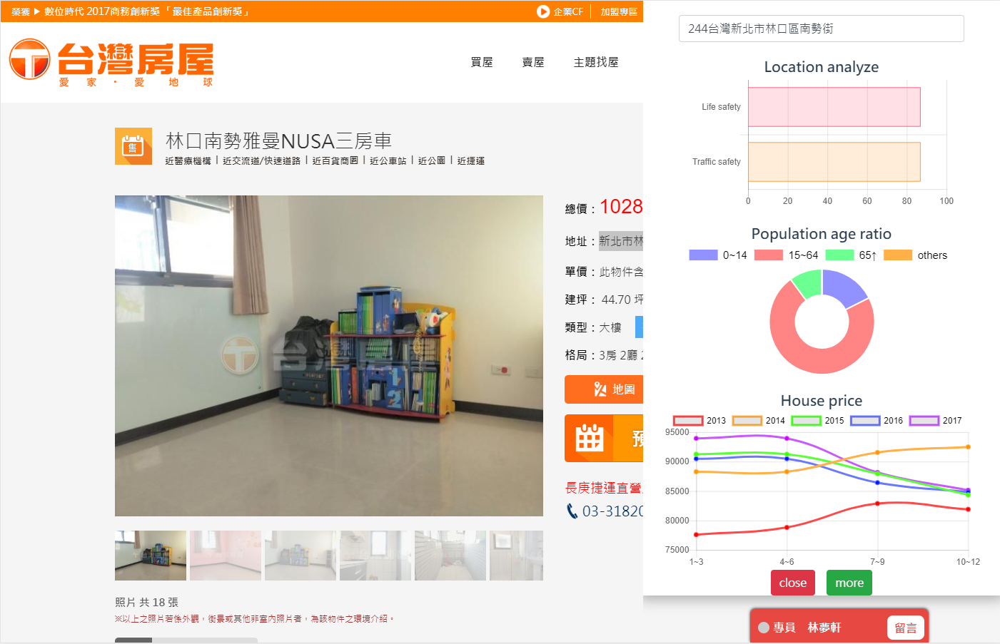 榮獲 ▶ 數位時代 2017商務創新獎「最佳產品創新獎」
企業CF | 加盟專區
台灣房屋
愛家·愛地球
買屋 賣屋 主題找屋
售
林口南勢雅曼NUSA三房車
近醫療機構 | 近交流道/快速道路 | 近百貨商圈 | 近公車站 | 近公園 | 近捷運
台灣房
總價：1028
地址：新北市林
單價：此物件含
建坪：44.70 坪
類型：大樓
格局：3房 2廳 2
地圖
預
長庚捷運直營
03-31820
照片 共 18 張
※以上之照片若係外觀，街景或其他非室內照片者，為該物件之環境介紹。
244台灣新北市林口區南勢街
Location analyze
Life safety
Traffic safety
0 20 40 60 80 100
Population age ratio
0~14 15~64 65↑ others
House price
2013 2014 2015 2016 2017
95000
90000
85000
80000
75000
1~3 4~6 7~9 10~12
close more
專員 林夢軒 留言